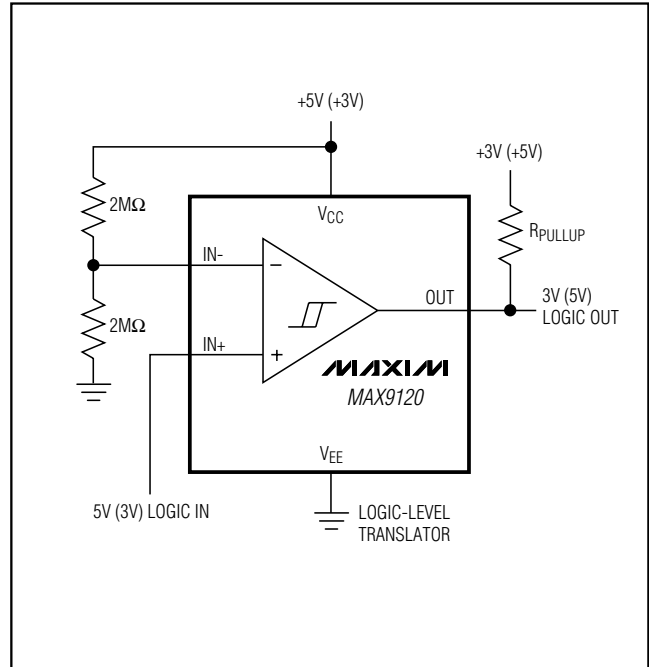 +5V (+3V)
+3V (+5V)
2MΩ
VCC
RPULLUP
IN-
−
OUT
3V (5V)
LOGIC OUT
2MΩ
IN+
+
MAXIM
MAX9120
VEE
5V (3V) LOGIC IN
LOGIC-LEVEL
TRANSLATOR